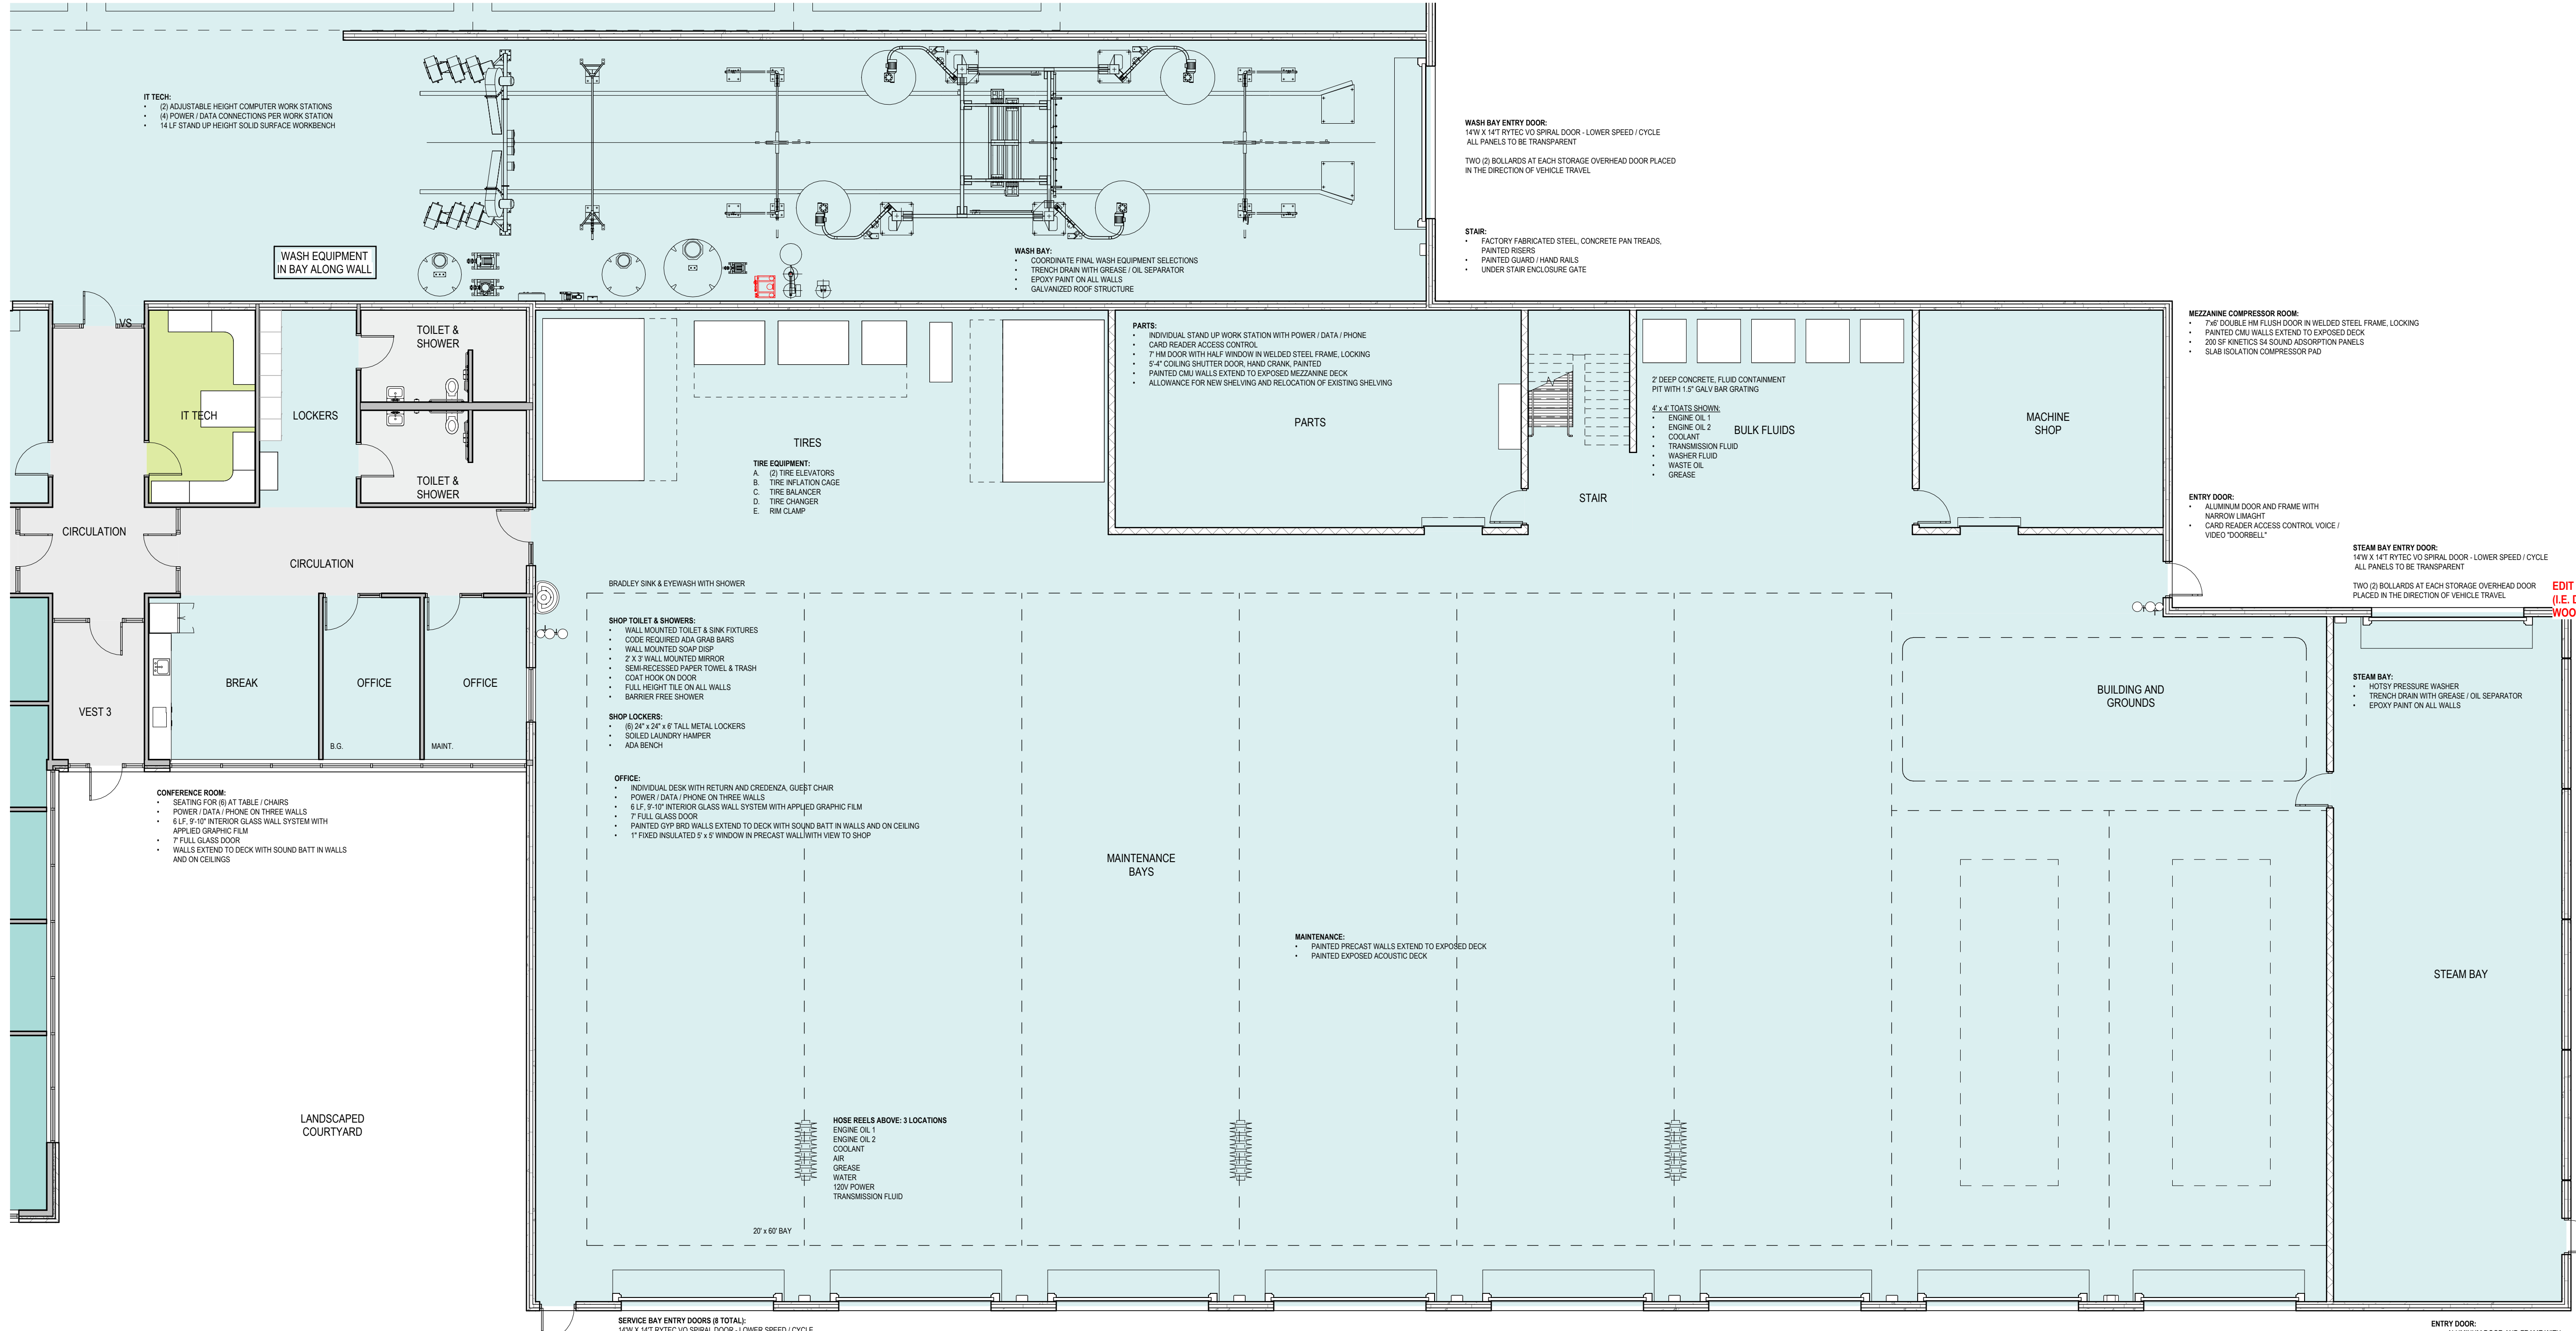 IT TECH:
• (2) ADJUSTABLE HEIGHT COMPUTER WORK STATIONS
• (4) POWER / DATA CONNECTIONS PER WORK STATION
• 14 LF STAND UP HEIGHT SOLID SURFACE WORKBENCH
WASH EQUIPMENT
IN BAY ALONG WALL
WASH BAY:
• COORDINATE FINAL WASH EQUIPMENT SELECTIONS
• TRENCH DRAIN WITH GREASE / OIL SEPARATOR
• EPOXY PAINT ON ALL WALLS
• GALVANIZED ROOF STRUCTURE
WASH BAY ENTRY DOOR:
14'W X 14'T RYTEC VO SPIRAL DOOR - LOWER SPEED / CYCLE
ALL PANELS TO BE TRANSPARENT
TWO (2) BOLLARDS AT EACH STORAGE OVERHEAD DOOR PLACED
IN THE DIRECTION OF VEHICLE TRAVEL
STAIR:
• FACTORY FABRICATED STEEL, CONCRETE PAN TREADS,
PAINTED RISERS
• PAINTED GUARD / HAND RAILS
• UNDER STAIR ENCLOSURE GATE
MEZZANINE COMPRESSOR ROOM:
• 7'x6' DOUBLE HM FLUSH DOOR IN WELDED STEEL FRAME, LOCKING
• PAINTED CMU WALLS EXTEND TO EXPOSED DECK
• 200 SF KINETICS S4 SOUND ADSORPTION PANELS
• SLAB ISOLATION COMPRESSOR PAD
VS
IT TECH
LOCKERS
TOILET &
SHOWER
TOILET &
SHOWER
TIRES
TIRE EQUIPMENT:
A. (2) TIRE ELEVATORS
B. TIRE INFLATION CAGE
C. TIRE BALANCER
D. TIRE CHANGER
E. RIM CLAMP
PARTS:
• INDIVIDUAL STAND UP WORK STATION WITH POWER / DATA / PHONE
• CARD READER ACCESS CONTROL
• 7' HM DOOR WITH HALF WINDOW IN WELDED STEEL FRAME, LOCKING
• 5'-4" COILING SHUTTER DOOR, HAND CRANK, PAINTED
• PAINTED CMU WALLS EXTEND TO EXPOSED MEZZANINE DECK
• ALLOWANCE FOR NEW SHELVING AND RELOCATION OF EXISTING SHELVING
PARTS
STAIR
2' DEEP CONCRETE, FLUID CONTAINMENT
PIT WITH 1.5" GALV BAR GRATING
4' x 4' TOATS SHOWN:
• ENGINE OIL 1
• ENGINE OIL 2
• COOLANT
• TRANSMISSION FLUID
• WASHER FLUID
• WASTE OIL
• GREASE
BULK FLUIDS
MACHINE
SHOP
ENTRY DOOR:
• ALUMINUM DOOR AND FRAME WITH
NARROW LIMAGHT
• CARD READER ACCESS CONTROL VOICE /
VIDEO "DOORBELL"
STEAM BAY ENTRY DOOR:
14'W X 14'T RYTEC VO SPIRAL DOOR - LOWER SPEED / CYCLE
ALL PANELS TO BE TRANSPARENT
TWO (2) BOLLARDS AT EACH STORAGE OVERHEAD DOOR
PLACED IN THE DIRECTION OF VEHICLE TRAVEL
EDIT
(I.E. D
WOO
CIRCULATION
CIRCULATION
BREAK
OFFICE
OFFICE
B.G.
MAINT.
VEST 3
BRADLEY SINK & EYEWASH WITH SHOWER
SHOP TOILET & SHOWERS:
• WALL MOUNTED TOILET & SINK FIXTURES
• CODE REQUIRED ADA GRAB BARS
• WALL MOUNTED SOAP DISP
• 2' X 3' WALL MOUNTED MIRROR
• SEMI-RECESSED PAPER TOWEL & TRASH
• COAT HOOK ON DOOR
• FULL HEIGHT TILE ON ALL WALLS
• BARRIER FREE SHOWER
SHOP LOCKERS:
• (6) 24" x 24" x 6' TALL METAL LOCKERS
• SOILED LAUNDRY HAMPER
• ADA BENCH
OFFICE:
• INDIVIDUAL DESK WITH RETURN AND CREDENZA, GUEST CHAIR
• POWER / DATA / PHONE ON THREE WALLS
• 6 LF, 9'-10" INTERIOR GLASS WALL SYSTEM WITH APPLIED GRAPHIC FILM
• 7' FULL GLASS DOOR
• PAINTED GYP BRD WALLS EXTEND TO DECK WITH SOUND BATT IN WALLS AND ON CEILING
• 1" FIXED INSULATED 5' x 5' WINDOW IN PRECAST WALL WITH VIEW TO SHOP
BUILDING AND
GROUNDS
STEAM BAY:
• HOTSY PRESSURE WASHER
• TRENCH DRAIN WITH GREASE / OIL SEPARATOR
• EPOXY PAINT ON ALL WALLS
CONFERENCE ROOM:
• SEATING FOR (6) AT TABLE / CHAIRS
• POWER / DATA / PHONE ON THREE WALLS
• 6 LF, 9'-10" INTERIOR GLASS WALL SYSTEM WITH
APPLIED GRAPHIC FILM
• 7' FULL GLASS DOOR
• WALLS EXTEND TO DECK WITH SOUND BATT IN WALLS
AND ON CEILINGS
MAINTENANCE
BAYS
MAINTENANCE:
• PAINTED PRECAST WALLS EXTEND TO EXPOSED DECK
• PAINTED EXPOSED ACOUSTIC DECK
STEAM BAY
LANDSCAPED
COURTYARD
HOSE REELS ABOVE: 3 LOCATIONS
ENGINE OIL 1
ENGINE OIL 2
COOLANT
AIR
GREASE
WATER
120V POWER
TRANSMISSION FLUID
20' x 60' BAY
SERVICE BAY ENTRY DOORS (8 TOTAL):
14'W X 14'T RYTEC VO SPIRAL DOOR - LOWER SPEED / CYCLE
ENTRY DOOR: